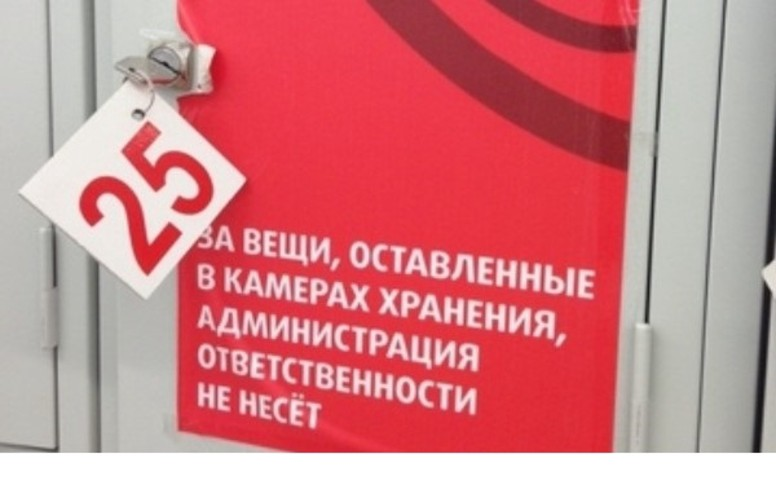 25
ЗА ВЕЩИ, ОСТАВЛЕННЫЕ
В КАМЕРАХ ХРАНЕНИЯ,
АДМИНИСТРАЦИЯ
ОТВЕТСТВЕННОСТИ
НЕ НЕСЁТ